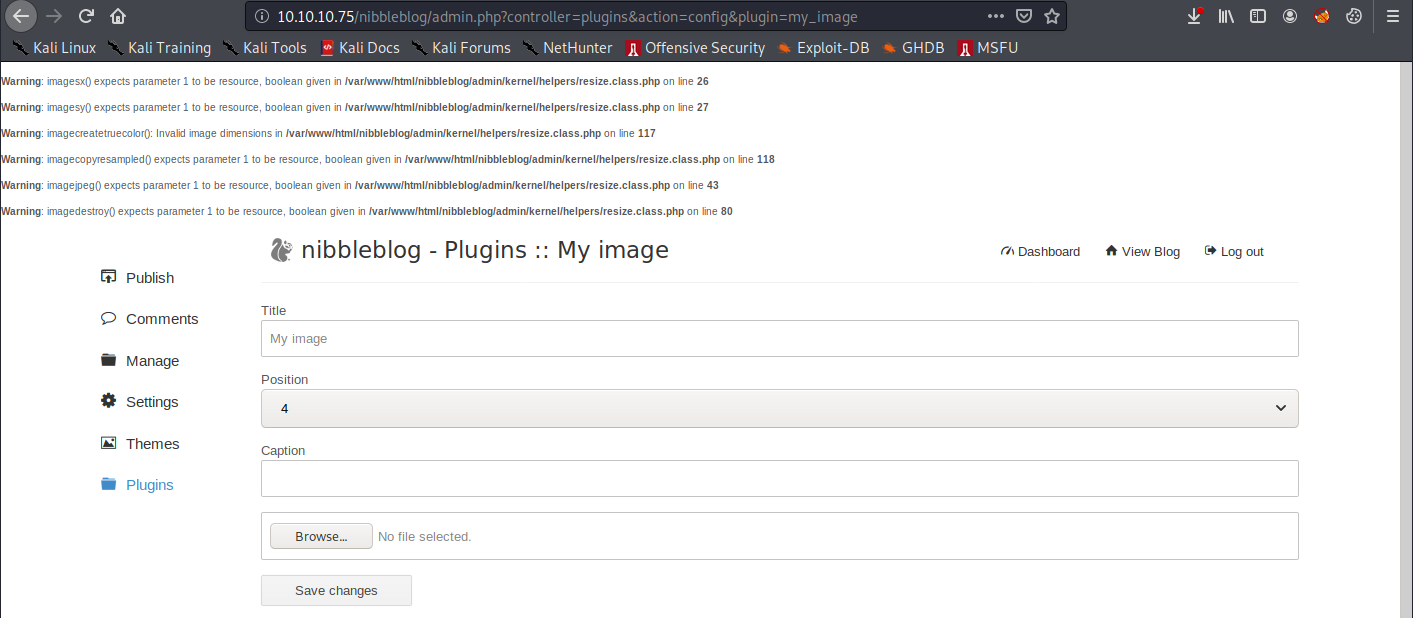 10.10.10.75/nibbleblog/admin.php?controller=plugins&action=config&plugin=my_image
Kali Linux Kali Training Kali Tools Kali Docs Kali Forums NetHunter Offensive Security Exploit-DB GHDB MSFU
Warning: imagesx() expects parameter 1 to be resource, boolean given in /var/www/html/nibbleblog/admin/kernel/helpers/resize.class.php on line 26
Warning: imagesy() expects parameter 1 to be resource, boolean given in /var/www/html/nibbleblog/admin/kernel/helpers/resize.class.php on line 27
Warning: imagecreatetruecolor(): Invalid image dimensions in /var/www/html/nibbleblog/admin/kernel/helpers/resize.class.php on line 117
Warning: imagecopyresampled() expects parameter 1 to be resource, boolean given in /var/www/html/nibbleblog/admin/kernel/helpers/resize.class.php on line 118
Warning: imagejpeg() expects parameter 1 to be resource, boolean given in /var/www/html/nibbleblog/admin/kernel/helpers/resize.class.php on line 43
Warning: imagedestroy() expects parameter 1 to be resource, boolean given in /var/www/html/nibbleblog/admin/kernel/helpers/resize.class.php on line 80
nibbleblog - Plugins :: My image
Dashboard View Blog Log out
Publish
Comments
Manage
Settings
Themes
Plugins
Title
My image
Position
4
Caption
Browse... No file selected.
Save changes